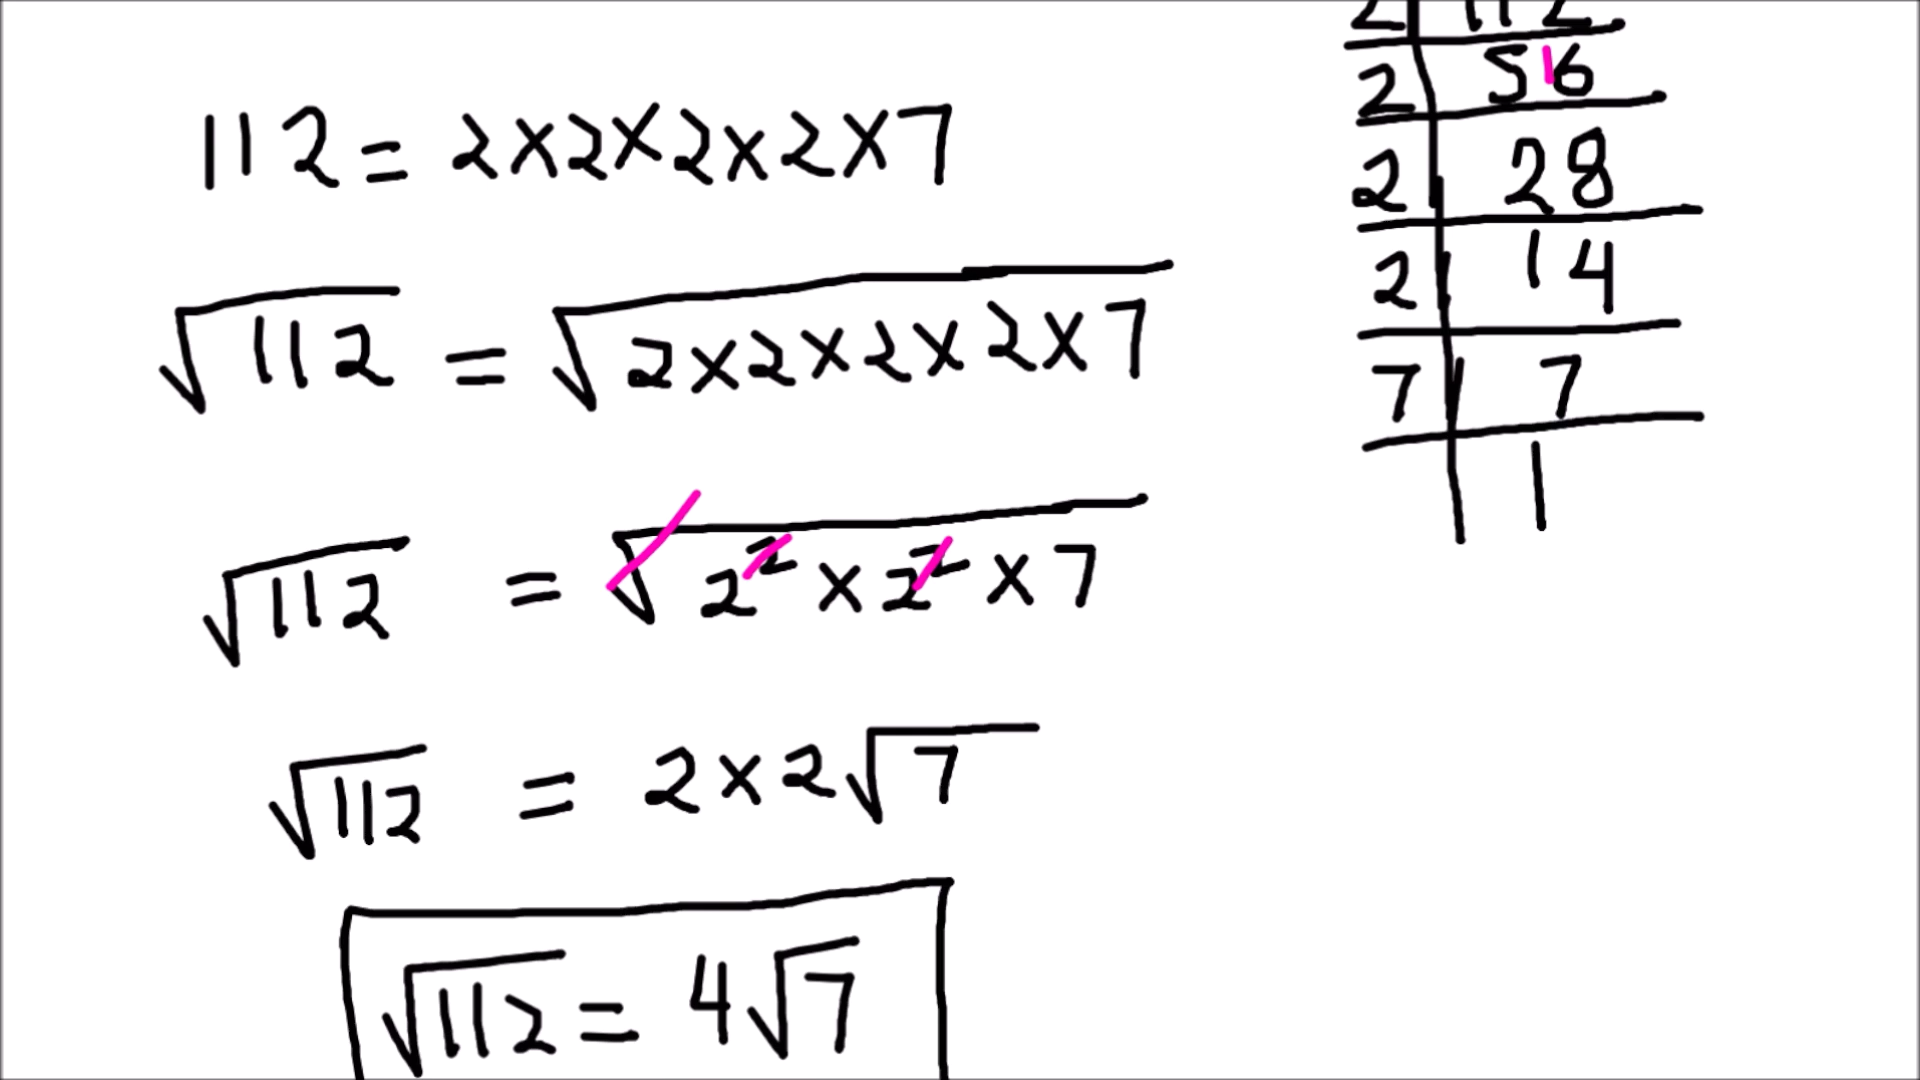 112 = 2×2×2×2×7
√112 = √2×2×2×2×7
√112 = √2²×2²×7
√112 = 2×2√7
√112 = 4√7
2 112
2 56
2 28
2 14
7 7
1